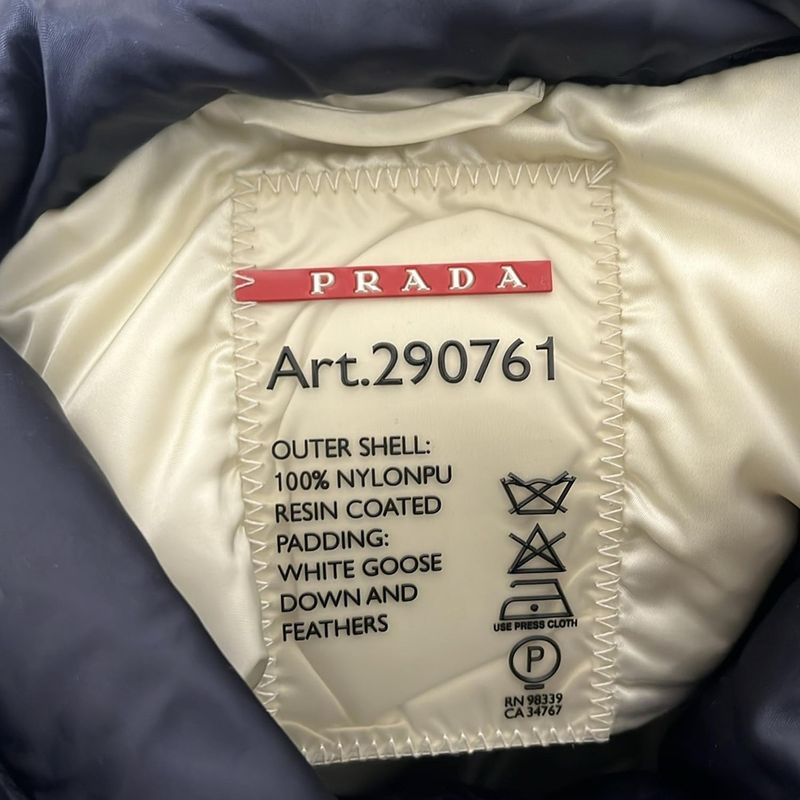 PRADA
Art.290761
OUTER SHELL:
100% NYLONPU
RESIN COATED
PADDING:
WHITE GOOSE
DOWN AND
FEATHERS
USE PRESS CLOTH
P
RN 98339
CA 34767